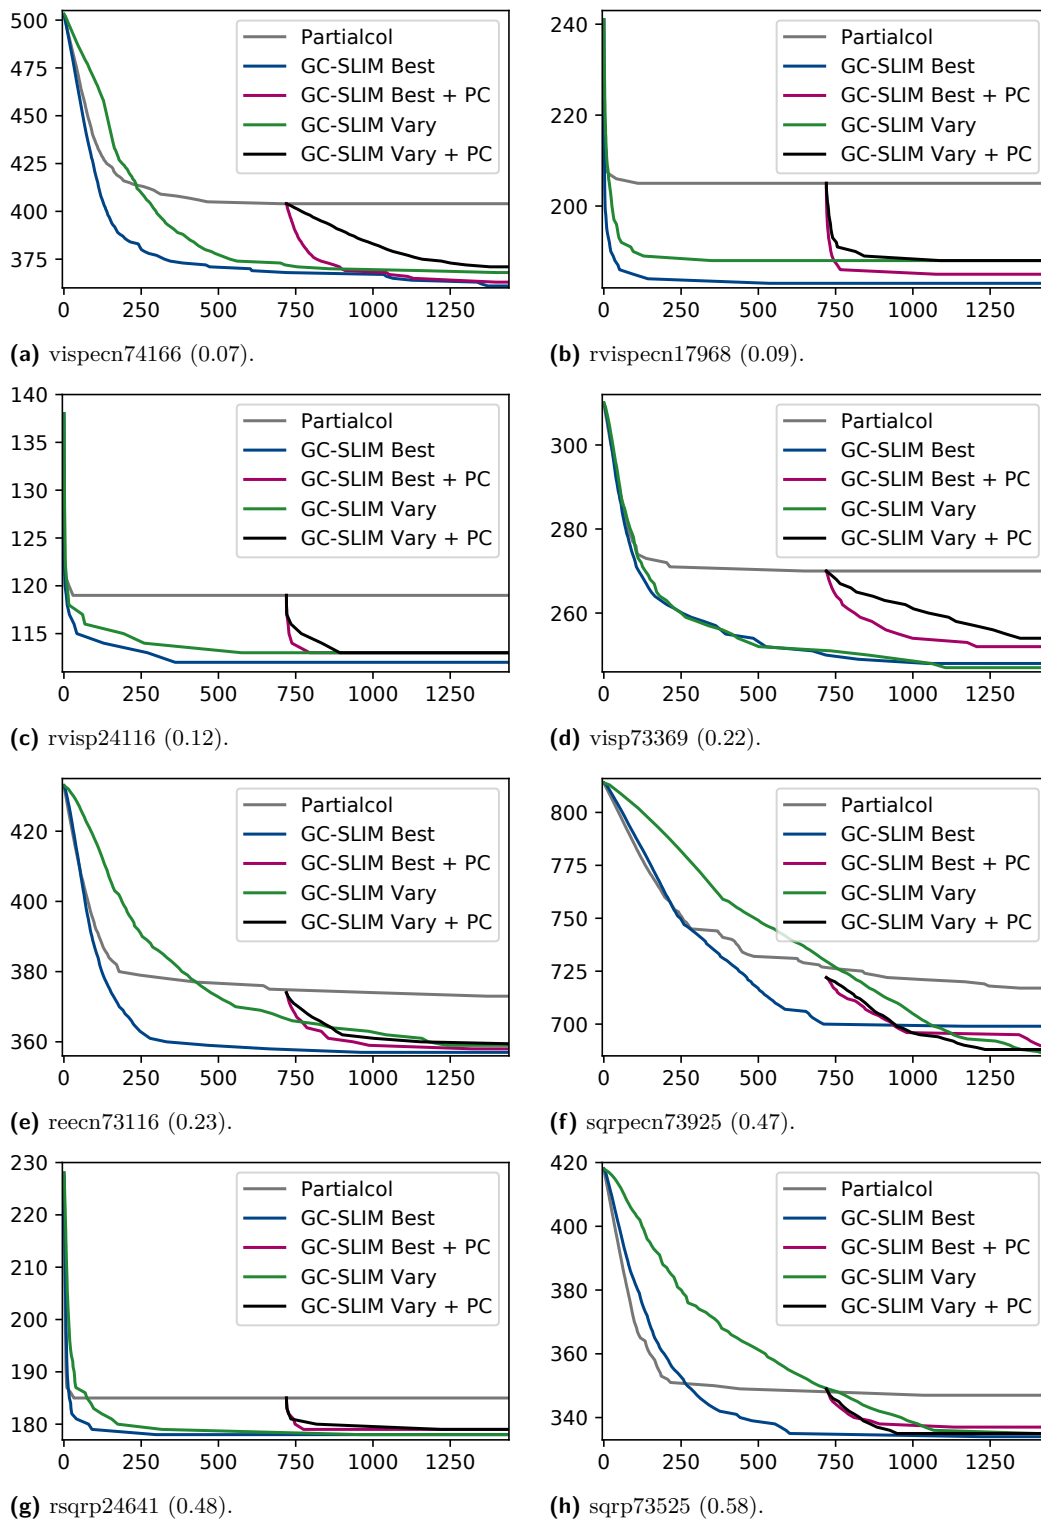 500
475
450
425
400
375
0 250 500 750 1000 1250
Partialcol
GC-SLIM Best
GC-SLIM Best + PC
GC-SLIM Vary
GC-SLIM Vary + PC
(a) vispecn74166 (0.07).
240
220
200
0 250 500 750 1000 1250
Partialcol
GC-SLIM Best
GC-SLIM Best + PC
GC-SLIM Vary
GC-SLIM Vary + PC
(b) rvispecn17968 (0.09).
140
135
130
125
120
115
0 250 500 750 1000 1250
Partialcol
GC-SLIM Best
GC-SLIM Best + PC
GC-SLIM Vary
GC-SLIM Vary + PC
(c) rvisp24116 (0.12).
300
280
260
0 250 500 750 1000 1250
Partialcol
GC-SLIM Best
GC-SLIM Best + PC
GC-SLIM Vary
GC-SLIM Vary + PC
(d) visp73369 (0.22).
420
400
380
360
0 250 500 750 1000 1250
Partialcol
GC-SLIM Best
GC-SLIM Best + PC
GC-SLIM Vary
GC-SLIM Vary + PC
(e) reecn73116 (0.23).
800
775
750
725
700
0 250 500 750 1000 1250
Partialcol
GC-SLIM Best
GC-SLIM Best + PC
GC-SLIM Vary
GC-SLIM Vary + PC
(f) sqrpecn73925 (0.47).
230
220
210
200
190
180
0 250 500 750 1000 1250
Partialcol
GC-SLIM Best
GC-SLIM Best + PC
GC-SLIM Vary
GC-SLIM Vary + PC
(g) rsqrp24641 (0.48).
420
400
380
360
340
0 250 500 750 1000 1250
Partialcol
GC-SLIM Best
GC-SLIM Best + PC
GC-SLIM Vary
GC-SLIM Vary + PC
(h) sqrp73525 (0.58).